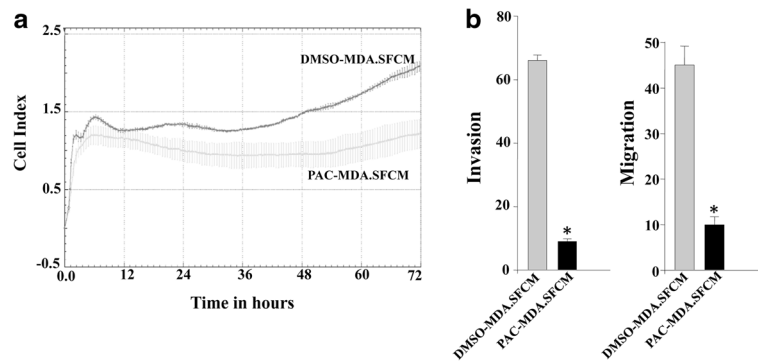 a
2.5
1.5
0.5
-0.5
Cell Index
DMSO-MDA.SFCM
PAC-MDA.SFCM
0.0 12 24 36 48 60 72
Time in hours
b
80
60
40
20
0
Invasion
*
DMSO-MDA.SFCM
PAC-MDA.SFCM
50
40
30
20
10
0
Migration
*
DMSO-MDA.SFCM
PAC-MDA.SFCM